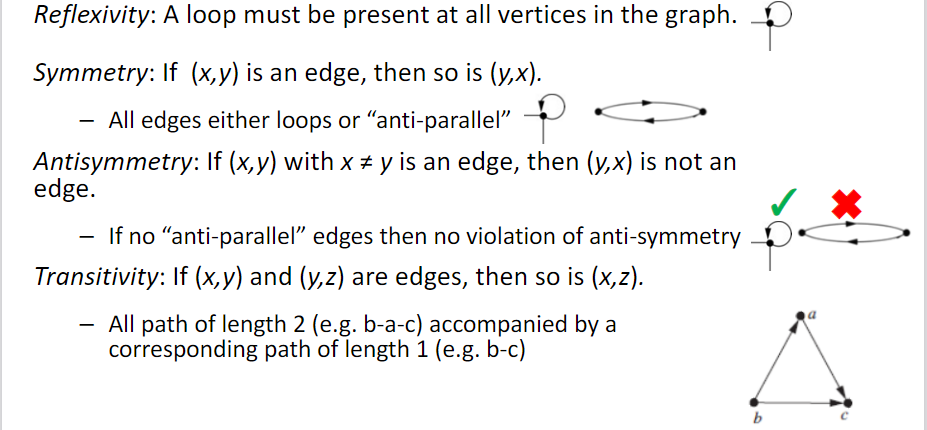 Reflexivity: A loop must be present at all vertices in the graph.
Symmetry: If (x,y) is an edge, then so is (y,x).
– All edges either loops or “anti-parallel”
Antisymmetry: If (x,y) with x ≠ y is an edge, then (y,x) is not an
edge.
– If no “anti-parallel” edges then no violation of anti-symmetry
Transitivity: If (x,y) and (y,z) are edges, then so is (x,z).
– All path of length 2 (e.g. b-a-c) accompanied by a
corresponding path of length 1 (e.g. b-c)
a
b
c